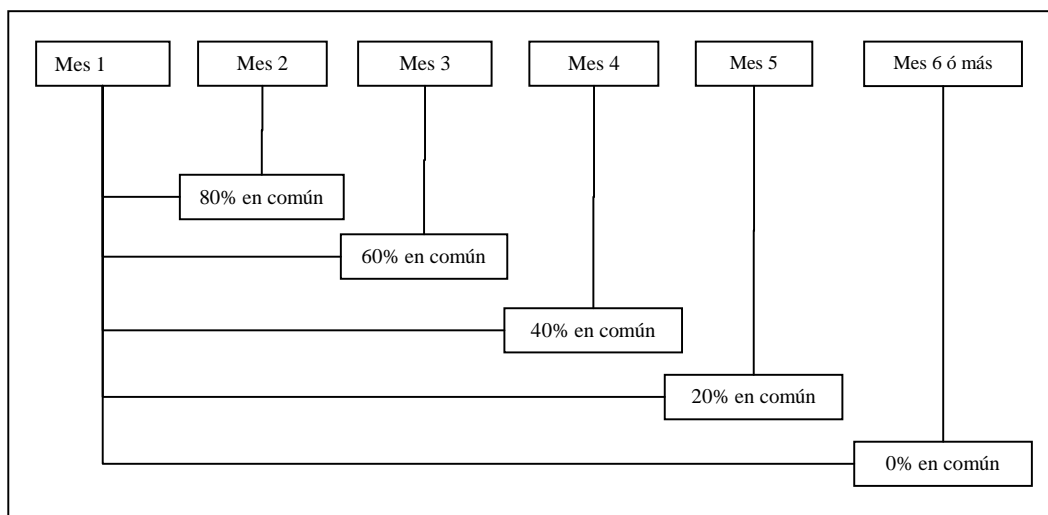 Mes 1
Mes 2
Mes 3
Mes 4
Mes 5
Mes 6 ó más
80% en común
60% en común
40% en común
20% en común
0% en común